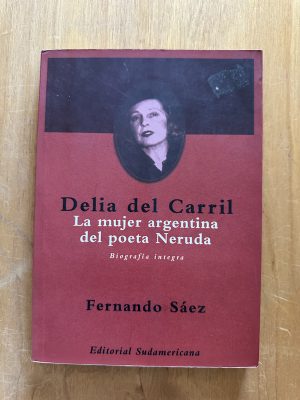 Delia del Carril
La mujer argentina
del poeta Neruda
Biografía íntegra
Fernando Sáez
Editorial Sudamericana